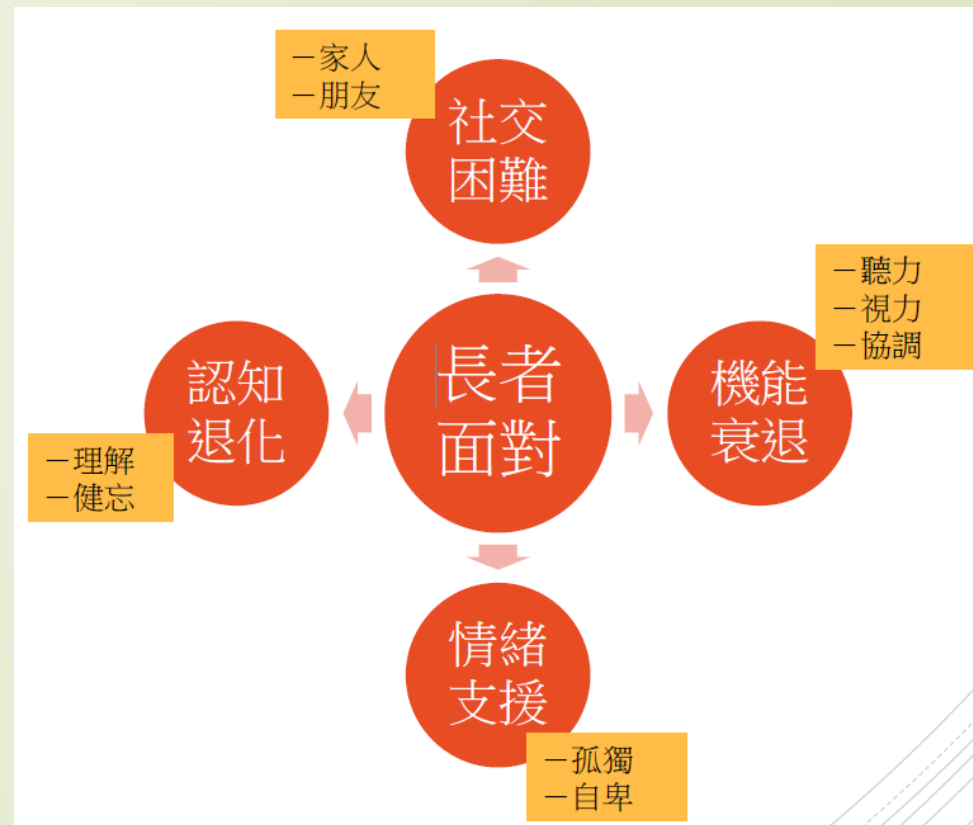 －家人
－朋友
社交
困難
－聽力
－視力
－協調
長者
面對
認知
退化
機能
衰退
－理解
－健忘
情緒
支援
－孤獨
－自卑